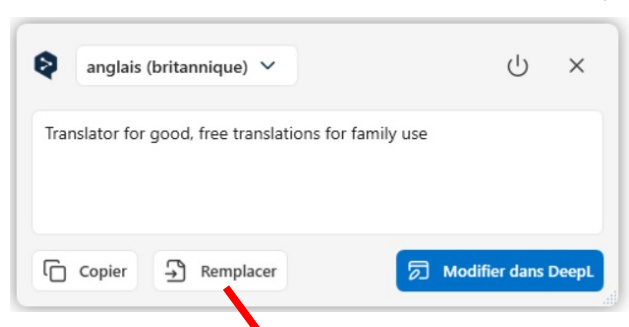 anglais (britannique)
Translator for good, free translations for family use
Copier Remplacer Modifier dans DeepL